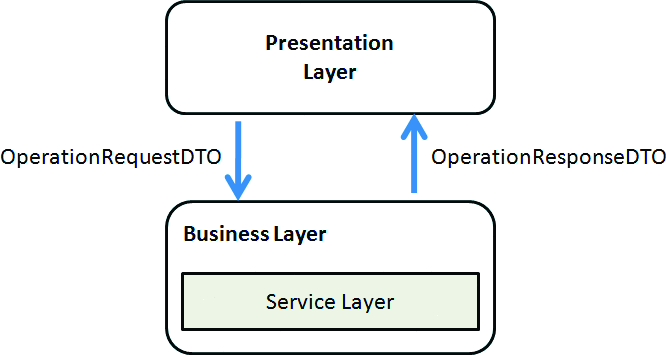 Presentation
Layer
OperationRequestDTO
OperationResponseDTO
Business Layer
Service Layer